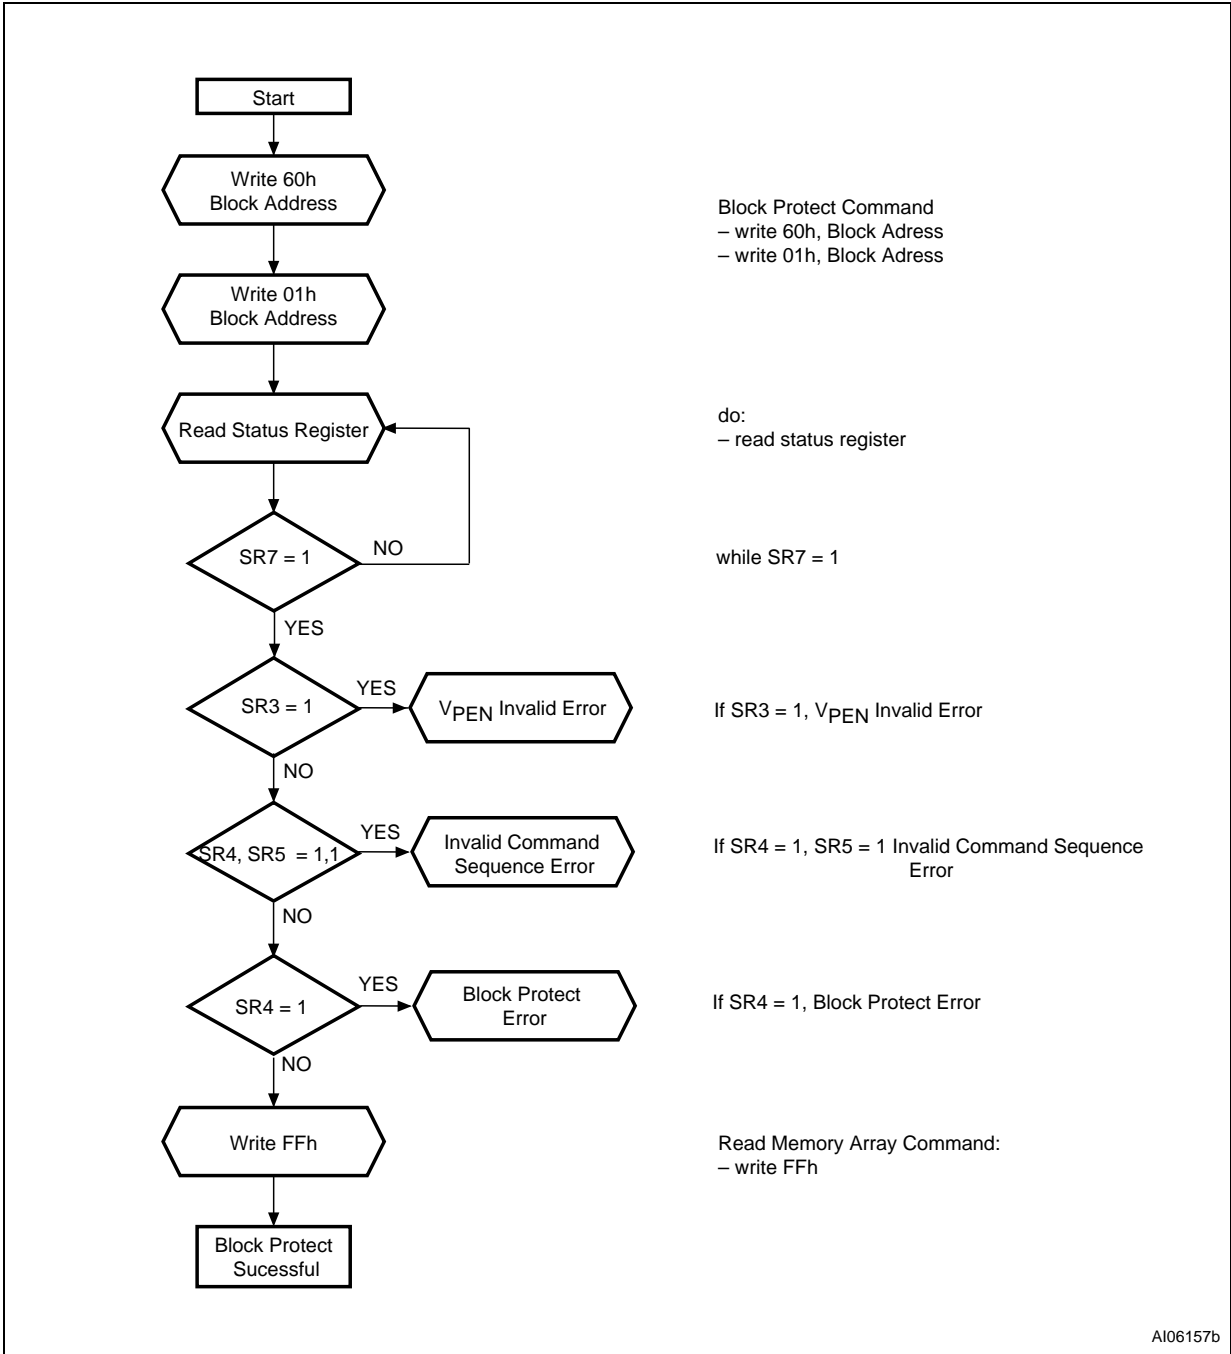 Start
Write 60h
Block Address
Block Protect Command
– write 60h, Block Adress
– write 01h, Block Adress
Write 01h
Block Address
Read Status Register
do:
– read status register
SR7 = 1
NO
while SR7 = 1
YES
SR3 = 1
YES
VPEN Invalid Error
If SR3 = 1, VPEN Invalid Error
NO
SR4, SR5 = 1,1
YES
Invalid Command
Sequence Error
If SR4 = 1, SR5 = 1 Invalid Command Sequence
Error
NO
SR4 = 1
YES
Block Protect
Error
If SR4 = 1, Block Protect Error
NO
Write FFh
Read Memory Array Command:
– write FFh
Block Protect
Sucessful
AI06157b